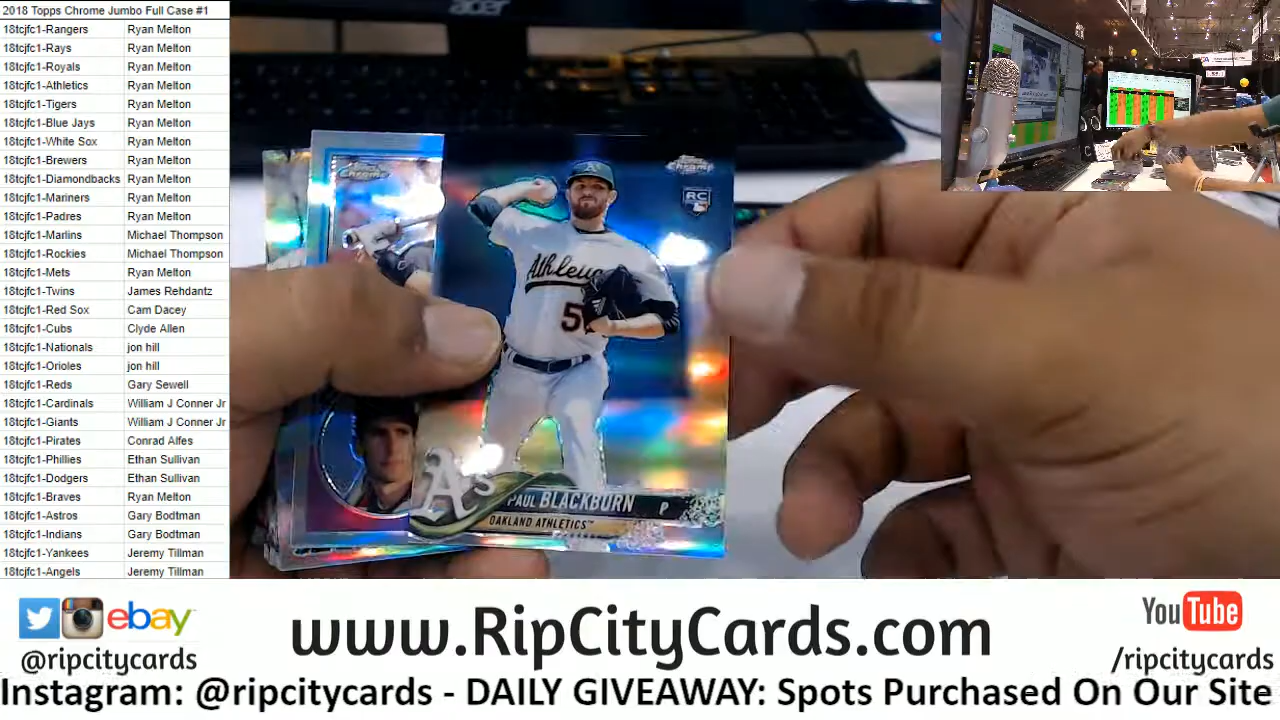 2018 Topps Chrome Jumbo Full Case #1
18tcjfc1-Rangers Ryan Melton
18tcjfc1-Rays Ryan Melton
18tcjfc1-Royals Ryan Melton
18tcjfc1-Athletics Ryan Melton
18tcjfc1-Tigers Ryan Melton
18tcjfc1-Blue Jays Ryan Melton
18tcjfc1-White Sox Ryan Melton
18tcjfc1-Brewers Ryan Melton
18tcjfc1-Diamondbacks Ryan Melton
18tcjfc1-Mariners Ryan Melton
18tcjfc1-Padres Ryan Melton
18tcjfc1-Marlins Michael Thompson
18tcjfc1-Rockies Michael Thompson
18tcjfc1-Mets Ryan Melton
18tcjfc1-Twins James Rehdantz
18tcjfc1-Red Sox Cam Dacey
18tcjfc1-Cubs Clyde Allen
18tcjfc1-Nationals jon hill
18tcjfc1-Orioles jon hill
18tcjfc1-Reds Gary Sewell
18tcjfc1-Cardinals William J Conner Jr
18tcjfc1-Giants William J Conner Jr
18tcjfc1-Pirates Conrad Alfes
18tcjfc1-Phillies Ethan Sullivan
18tcjfc1-Dodgers Ethan Sullivan
18tcjfc1-Braves Ryan Melton
18tcjfc1-Astros Gary Bodtman
18tcjfc1-Indians Gary Bodtman
18tcjfc1-Yankees Jeremy Tillman
18tcjfc1-Angels Jeremy Tillman
acer
Topps Chrome
Chrome
RC
Athletic
5
A's
PAUL BLACKBURN P
OAKLAND ATHLETICS™
ebay
@ripcitycards
www.RipCityCards.com
YouTube
/ripcitycards
Instagram: @ripcitycards - DAILY GIVEAWAY: Spots Purchased On Our Site